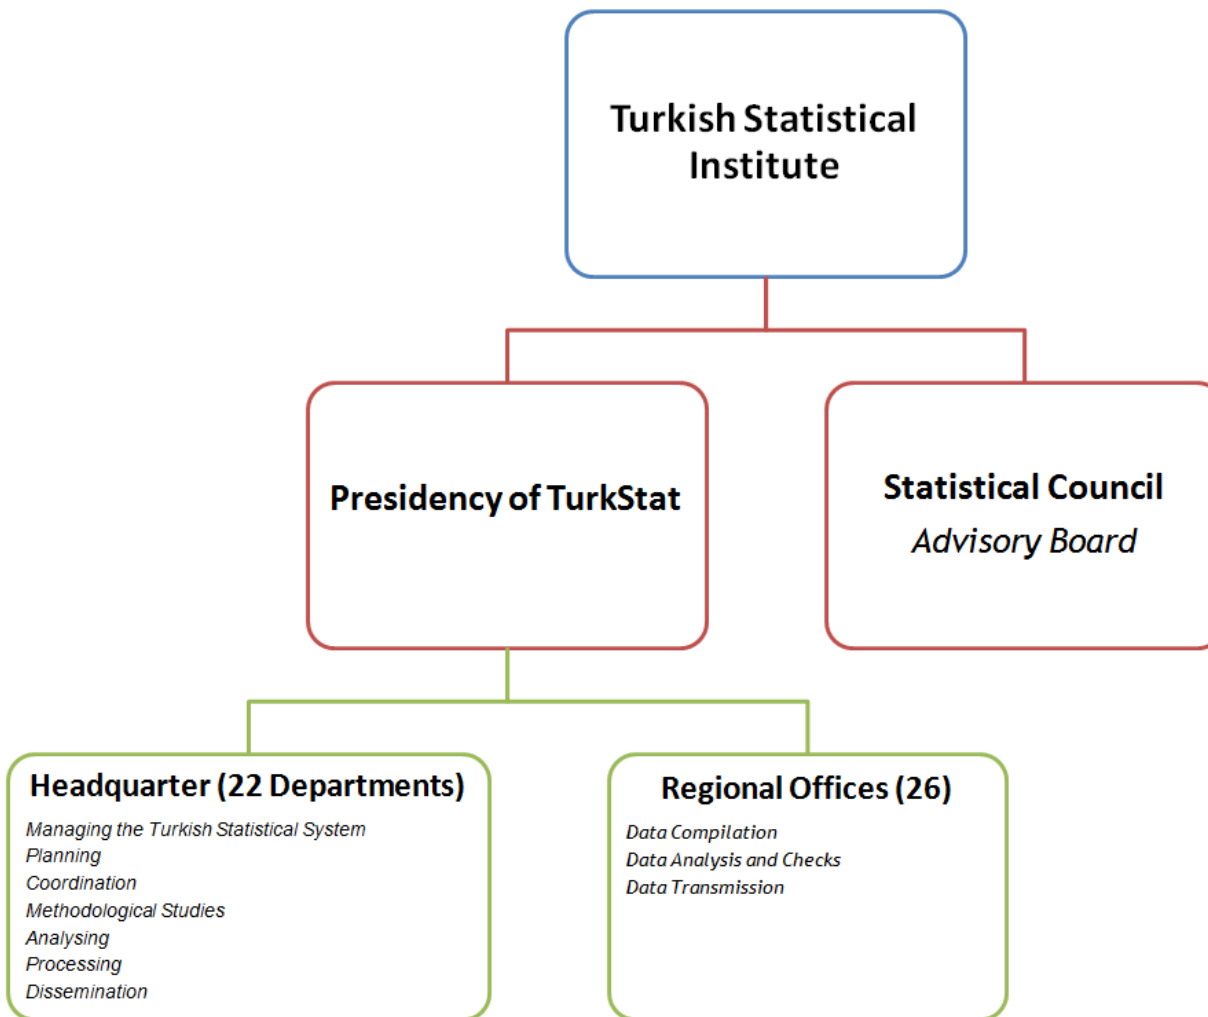 Turkish Statistical
Institute
Presidency of TurkStat
Statistical Council
Advisory Board
Headquarter (22 Departments)
Managing the Turkish Statistical System
Planning
Coordination
Methodological Studies
Analysing
Processing
Dissemination
Regional Offices (26)
Data Compilation
Data Analysis and Checks
Data Transmission